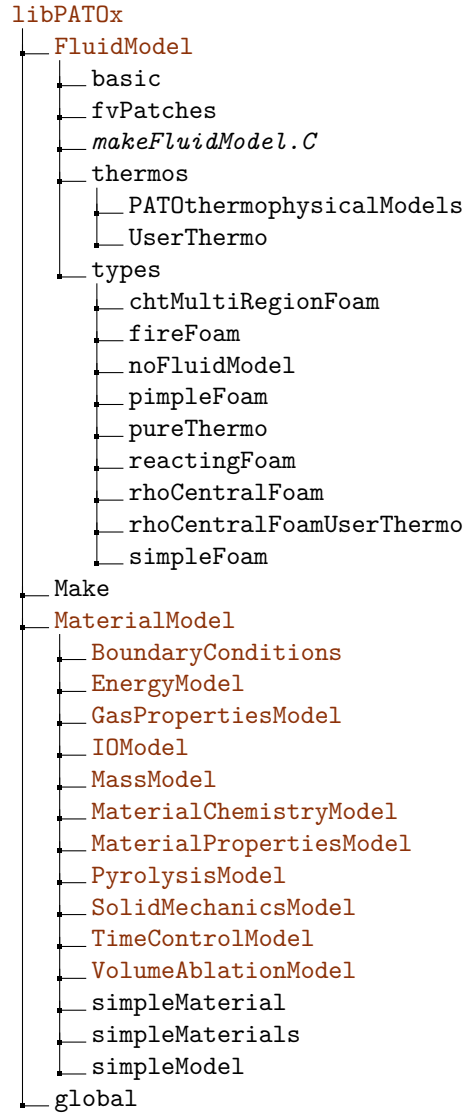 libPATOx
FluidModel
basic
fvPatches
makeFluidModel.C
thermos
PATOthermophysicalModels
UserThermo
types
chtMultiRegionFoam
fireFoam
noFluidModel
pimpleFoam
pureThermo
reactingFoam
rhoCentralFoam
rhoCentralFoamUserThermo
simpleFoam
Make
MaterialModel
BoundaryConditions
EnergyModel
GasPropertiesModel
IOModel
MassModel
MaterialChemistryModel
MaterialPropertiesModel
PyrolysisModel
SolidMechanicsModel
TimeControlModel
VolumeAblationModel
simpleMaterial
simpleMaterials
simpleModel
global